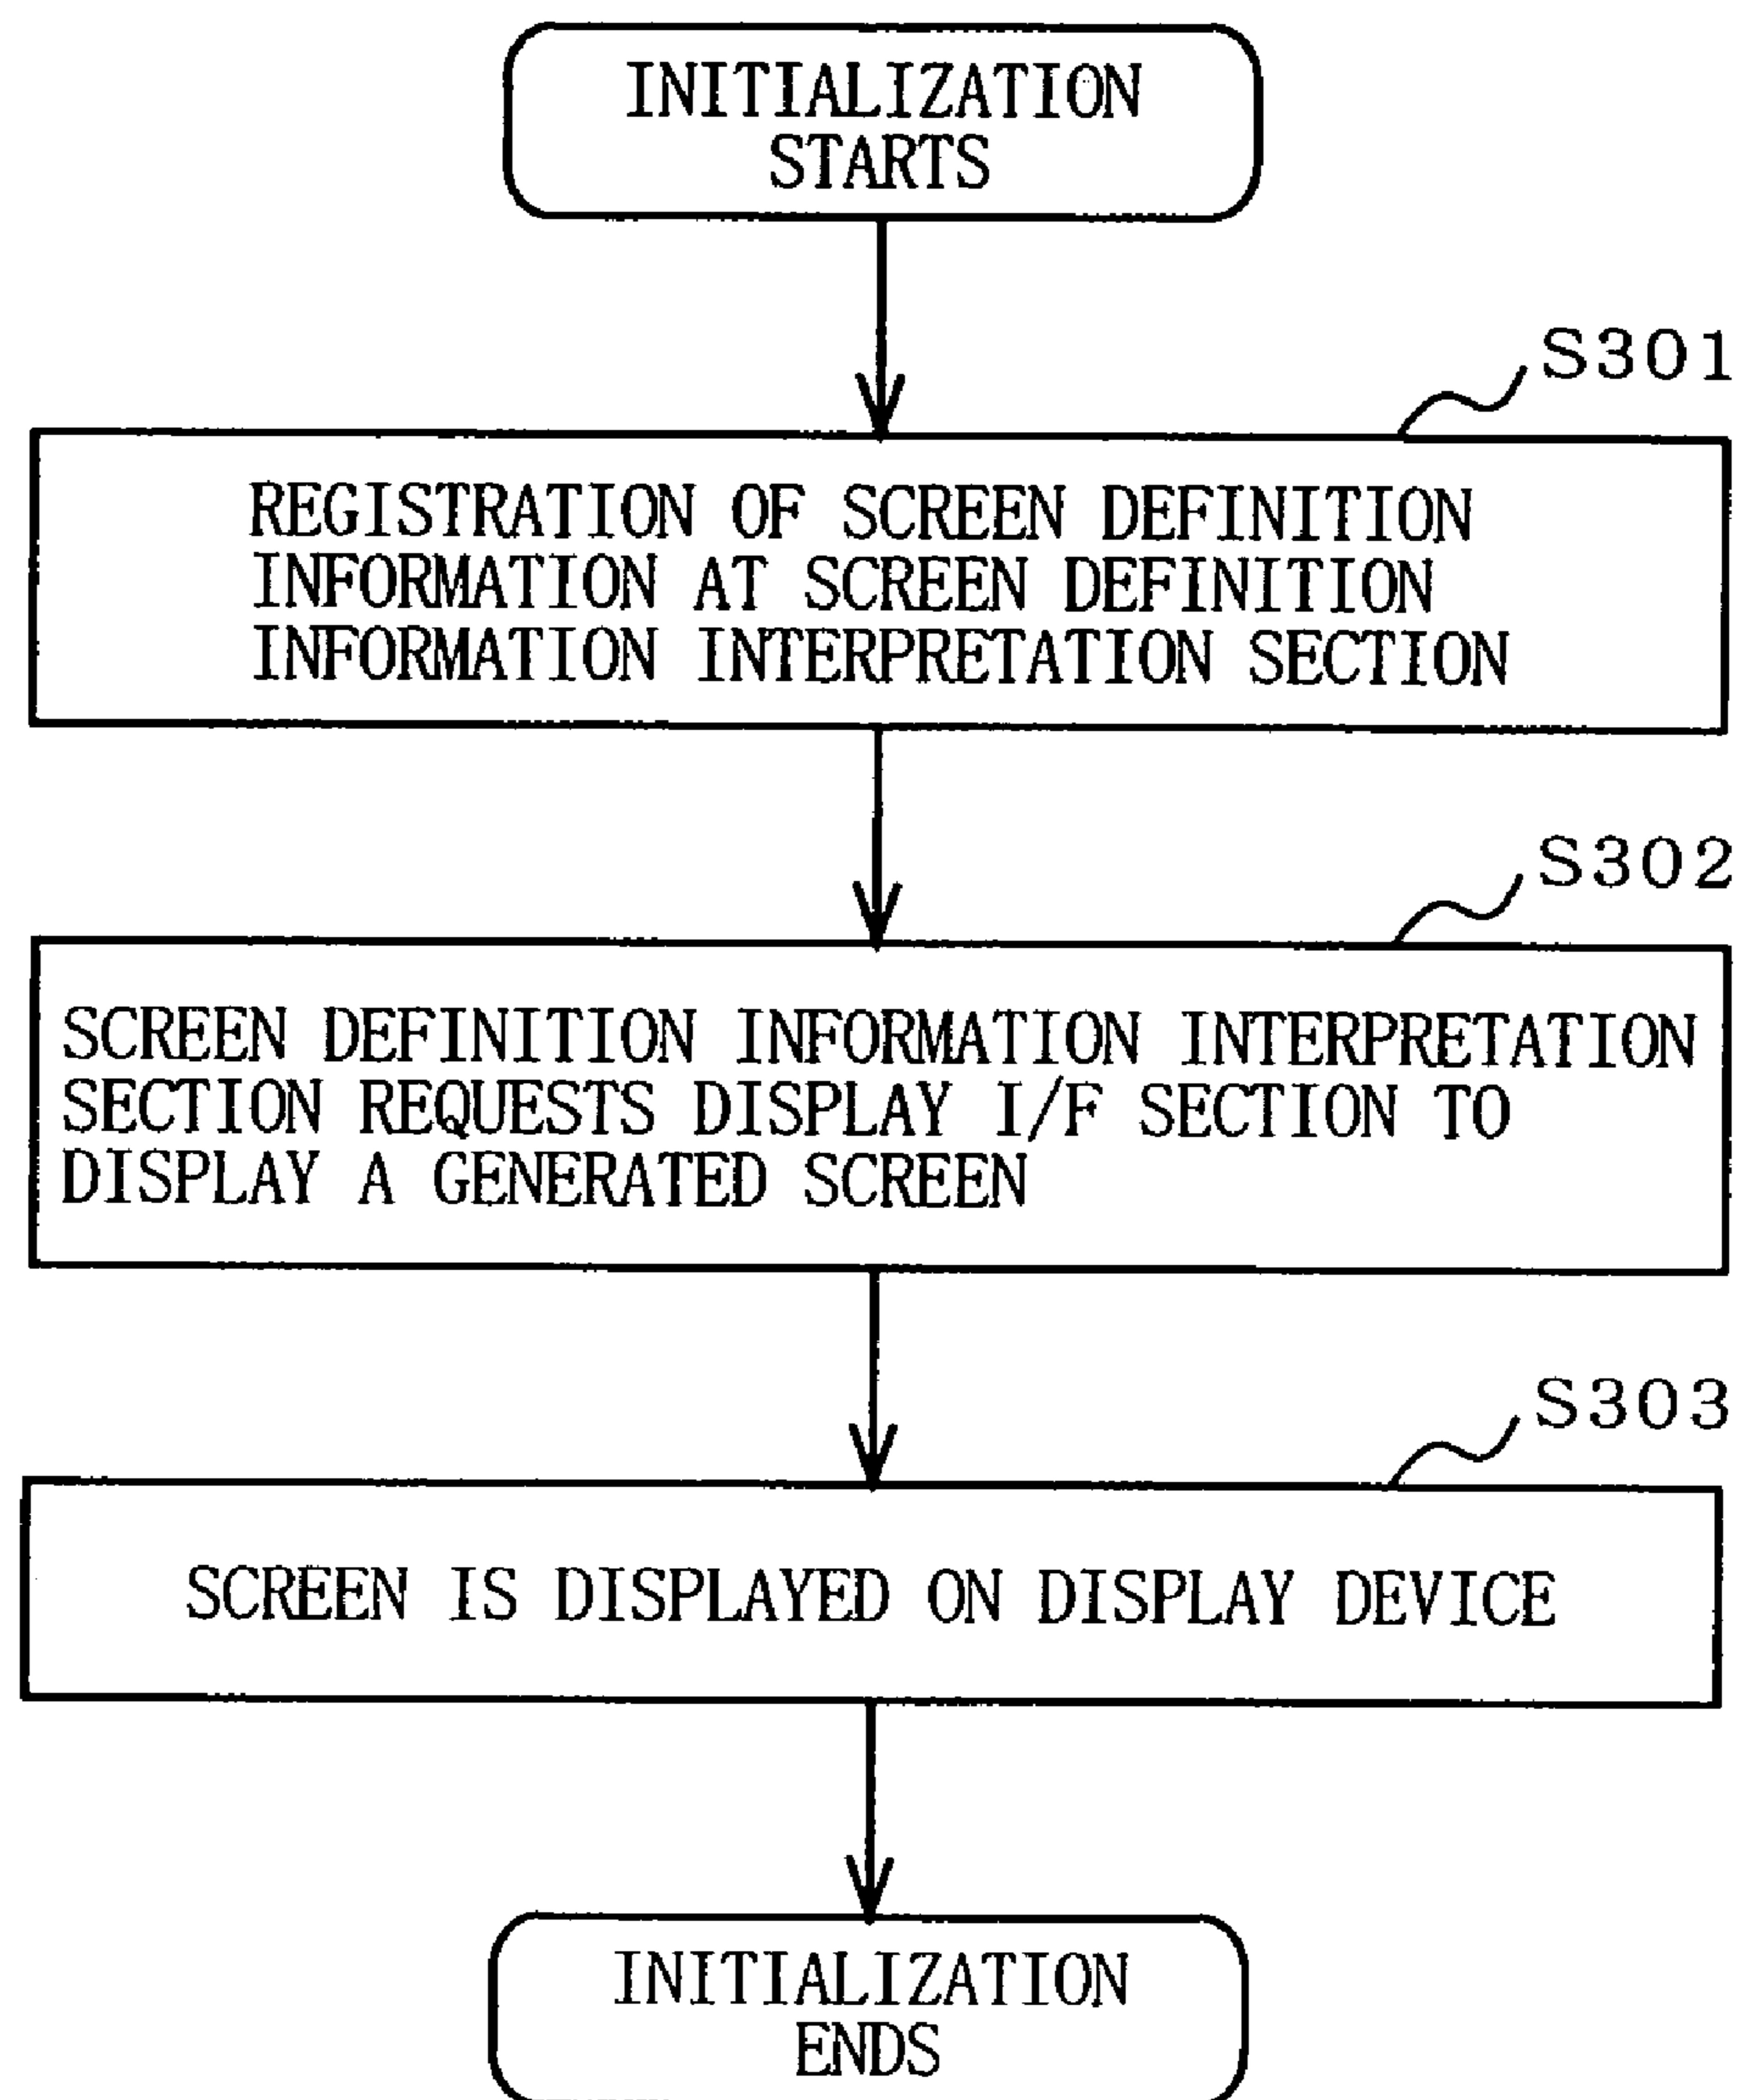 INITIALIZATION
STARTS
S301
REGISTRATION OF SCREEN DEFINITION
INFORMATION AT SCREEN DEFINITION
INFORMATION INTERPRETATION SECTION
S302
SCREEN DEFINITION INFORMATION INTERPRETATION
SECTION REQUESTS DISPLAY I/F SECTION TO
DISPLAY A GENERATED SCREEN
S303
SCREEN IS DISPLAYED ON DISPLAY DEVICE
INITIALIZATION
ENDS